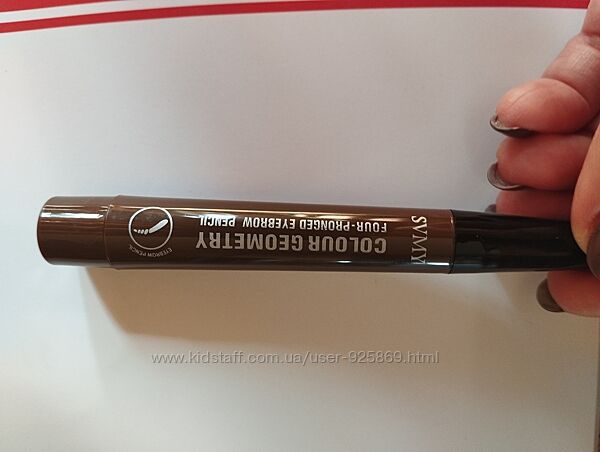 SVMY
COLOUR GEOMETRY
FOUR-PRONGED EYEBROW PENCIL
EYEBROW PENCIL
www.kidstaff.com.ua/user-925869.html